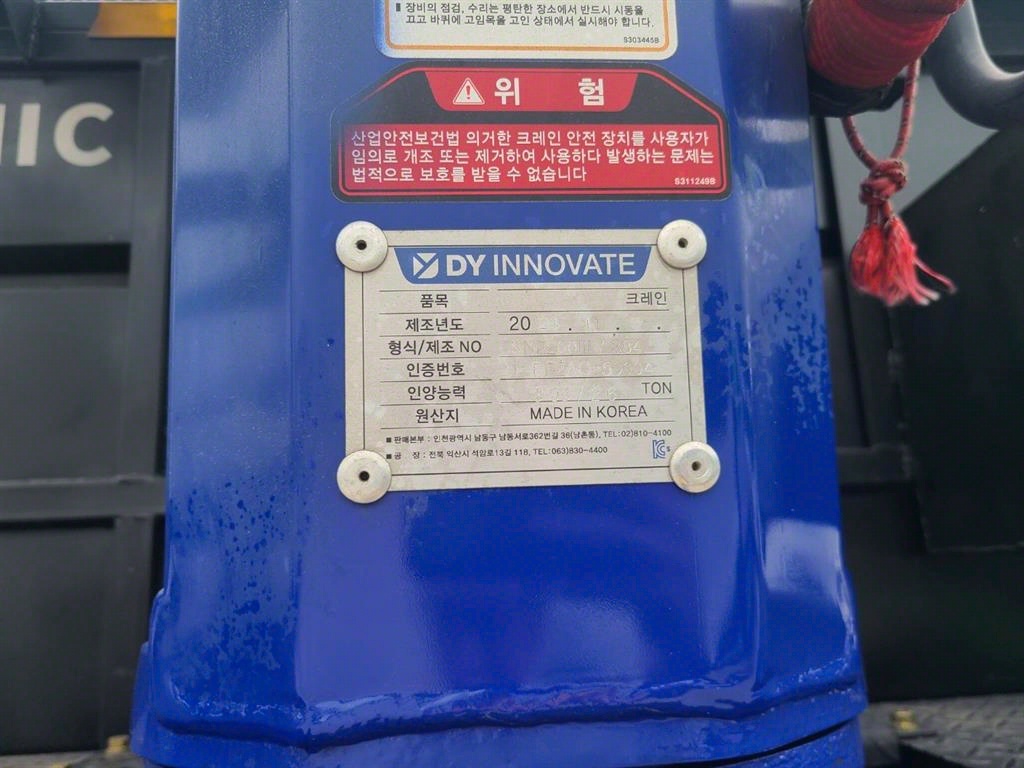 ■ 장비의 점검, 수리는 평탄한 장소에서 반드시 시동을
끄고 바퀴에 고임목을 고인 상태에서 실시해야 합니다.
S303445B
위 험
산업안전보건법 의거한 크레인 안전 장치를 사용자가
임의로 개조 또는 제거하여 사용하다 발생하는 문제는
법적으로 보호를 받을 수 없습니다
S311249B
NIC
DY INNOVATE
품목 크레인
제조년도 20
형식/제조 NO
인증번호
인양능력 TON
원산지 MADE IN KOREA
■ 판매본부 : 인천광역시 남동구 남동서로362번길 36(남촌동), TEL:02)810-4100
■ 공 장 : 전북 익산시 석암로13길 118, TEL:063)830-4400